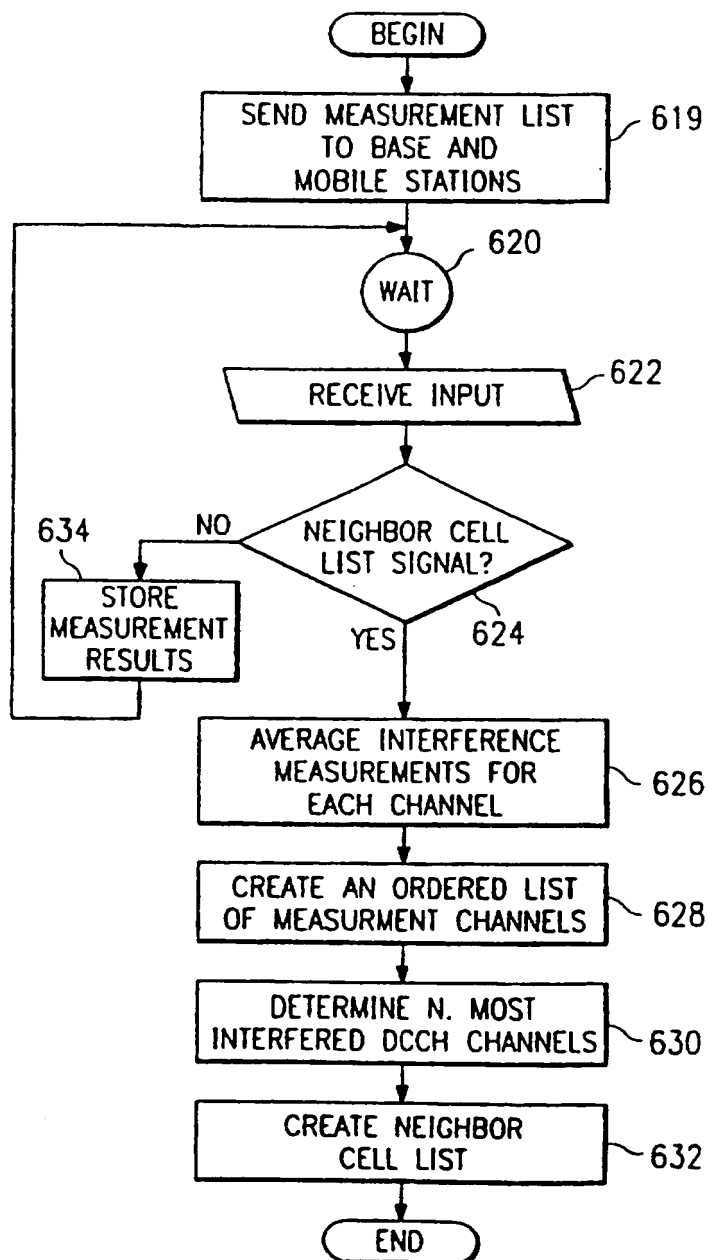 BEGIN
SEND MEASUREMENT LIST
TO BASE AND
MOBILE STATIONS
619
620
WAIT
RECEIVE INPUT
622
NEIGHBOR CELL
LIST SIGNAL?
624
NO
634
STORE
MEASUREMENT
RESULTS
YES
AVERAGE INTERFERENCE
MEASUREMENTS FOR
EACH CHANNEL
626
CREATE AN ORDERED LIST
OF MEASURMENT CHANNELS
628
DETERMINE N. MOST
INTERFERED DCCH CHANNELS
630
CREATE NEIGHBOR
CELL LIST
632
END